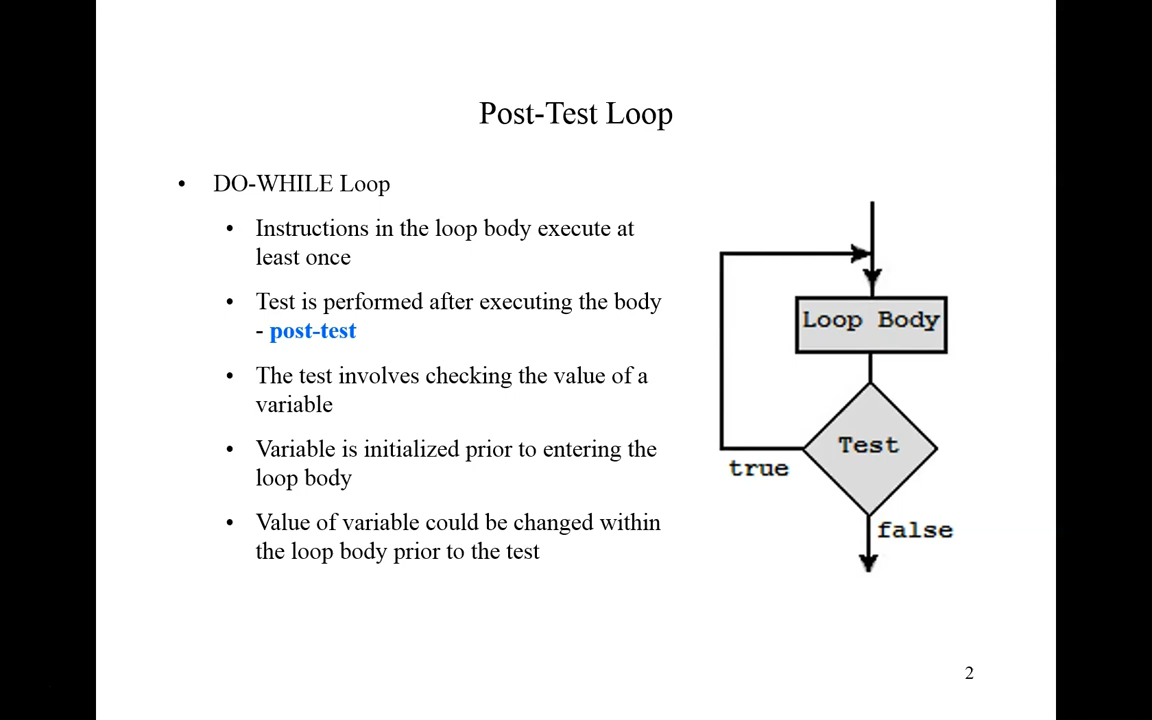 Post-Test Loop
• DO-WHILE Loop
• Instructions in the loop body execute at
least once
• Test is performed after executing the body
- post-test
• The test involves checking the value of a
variable
• Variable is initialized prior to entering the
loop body
• Value of variable could be changed within
the loop body prior to the test
Loop Body
Test
true
false
2